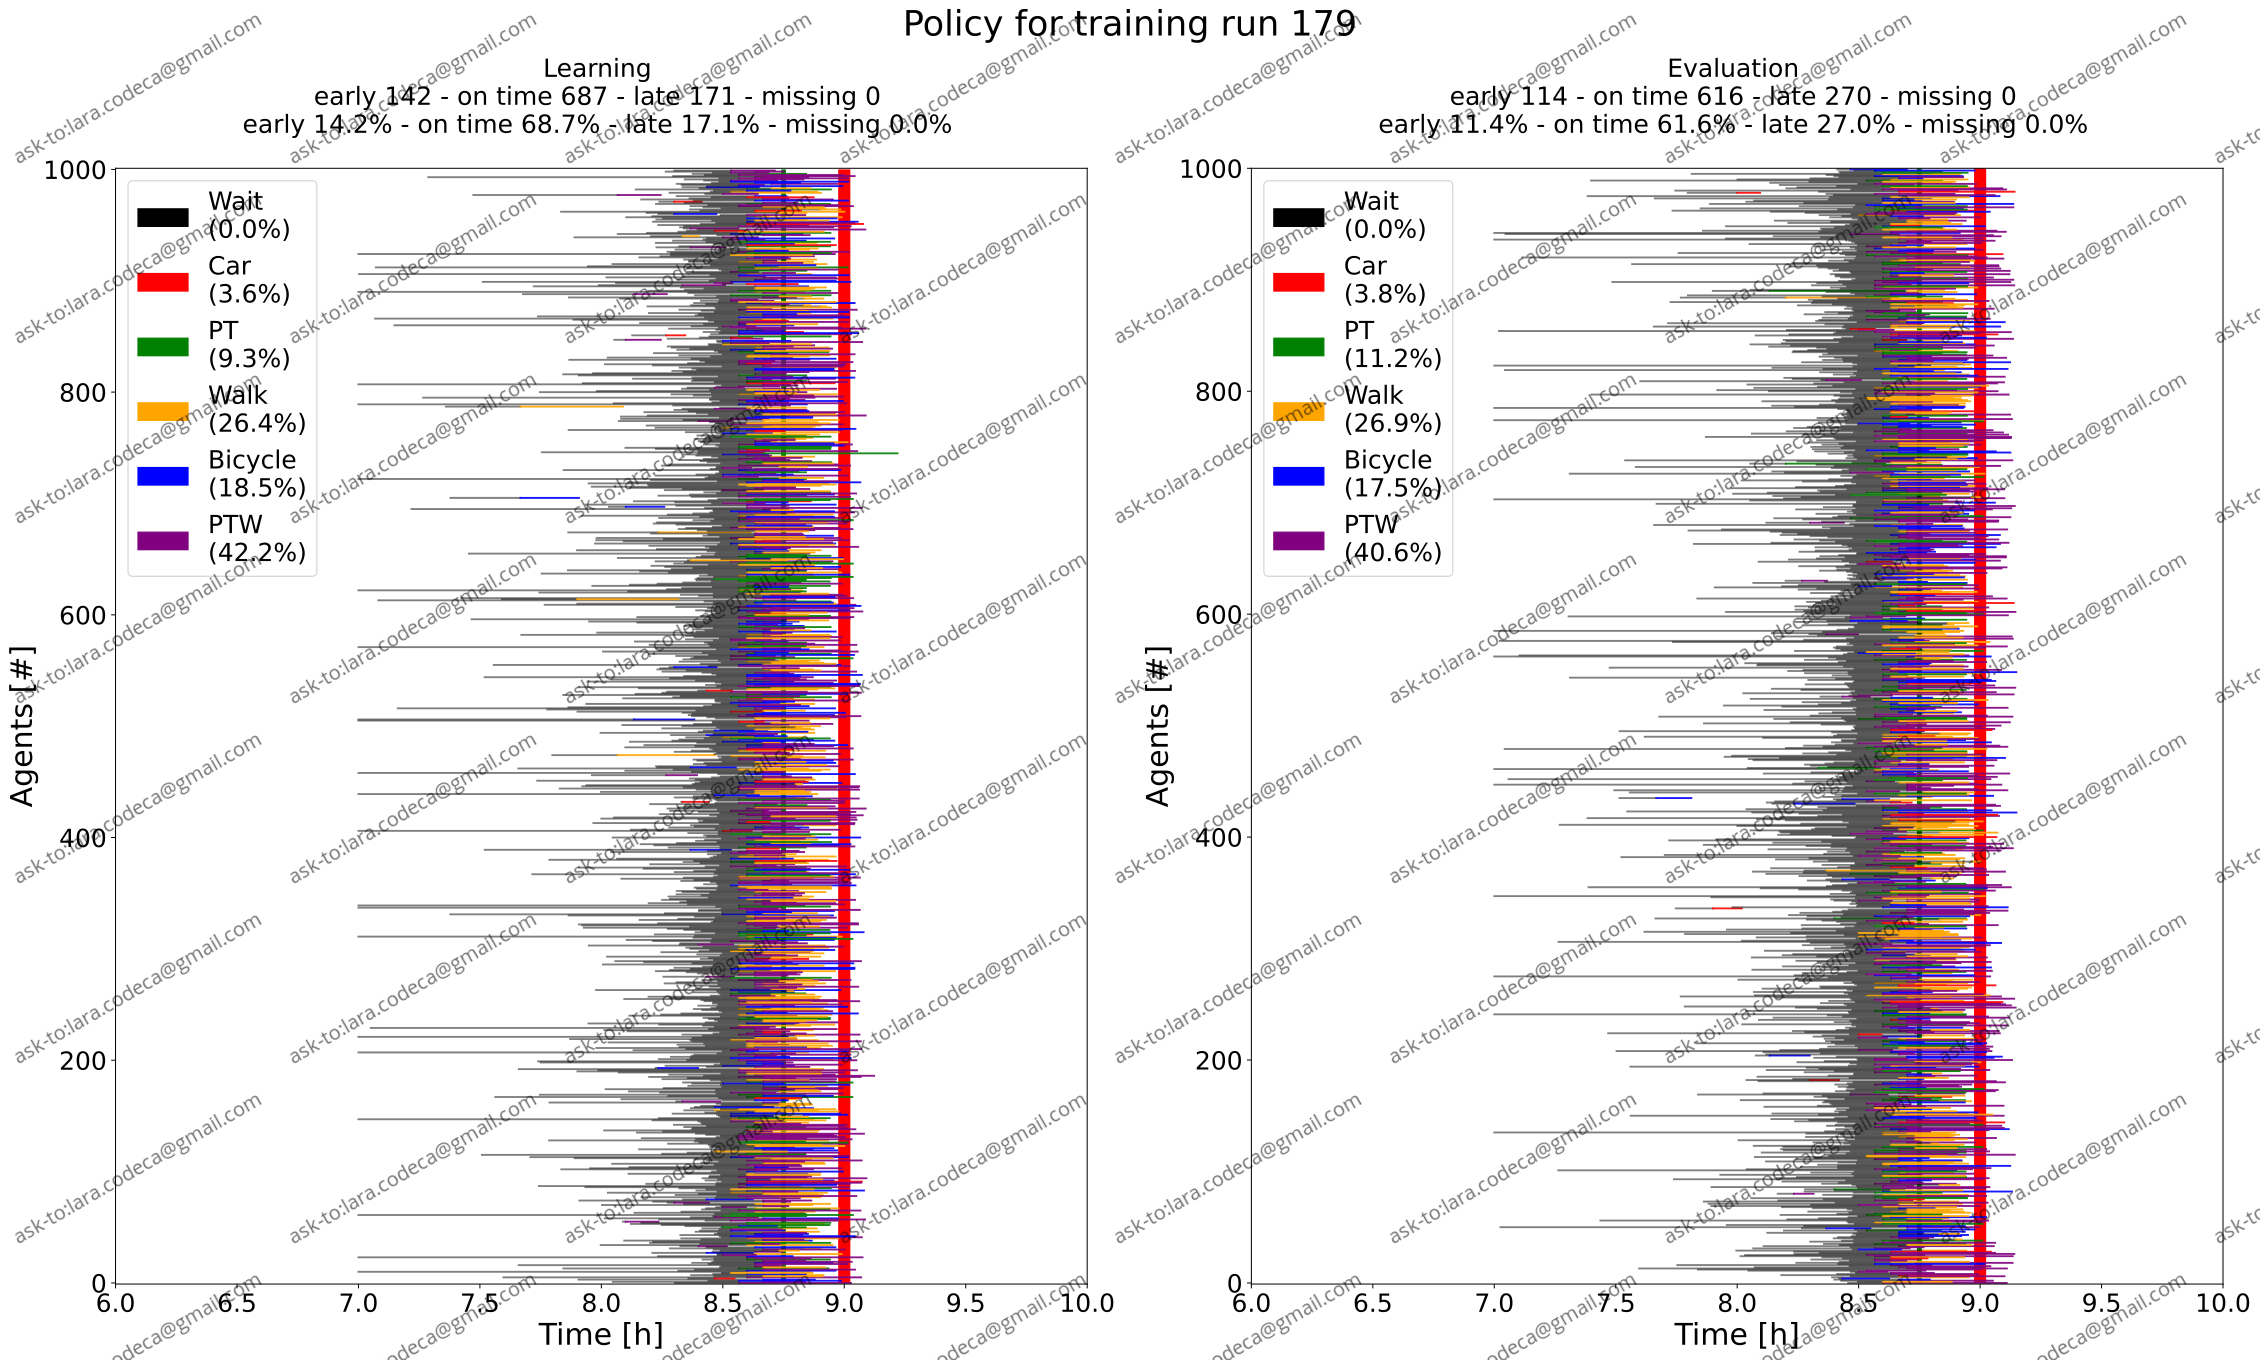 Policy for training run 179
Learning
early 142 - on time 687 - late 171 - missing 0
early 14.2% - on time 68.7% - late 17.1% - missing 0.0%
Wait
(0.0%)
Car
(3.6%)
PT
(9.3%)
Walk
(26.4%)
Bicycle
(18.5%)
PTW
(42.2%)
1000
800
600
400
200
0
Agents [#]
6.0 6.5 7.0 7.5 8.0 8.5 9.0 9.5 10.0
Time [h]
Evaluation
early 114 - on time 616 - late 270 - missing 0
early 11.4% - on time 61.6% - late 27.0% - missing 0.0%
Wait
(0.0%)
Car
(3.8%)
PT
(11.2%)
Walk
(26.9%)
Bicycle
(17.5%)
PTW
(40.6%)
1000
800
600
400
200
0
Agents [#]
6.0 6.5 7.0 7.5 8.0 8.5 9.0 9.5 10.0
Time [h]
ask-to:lara.codeca@gmail.com